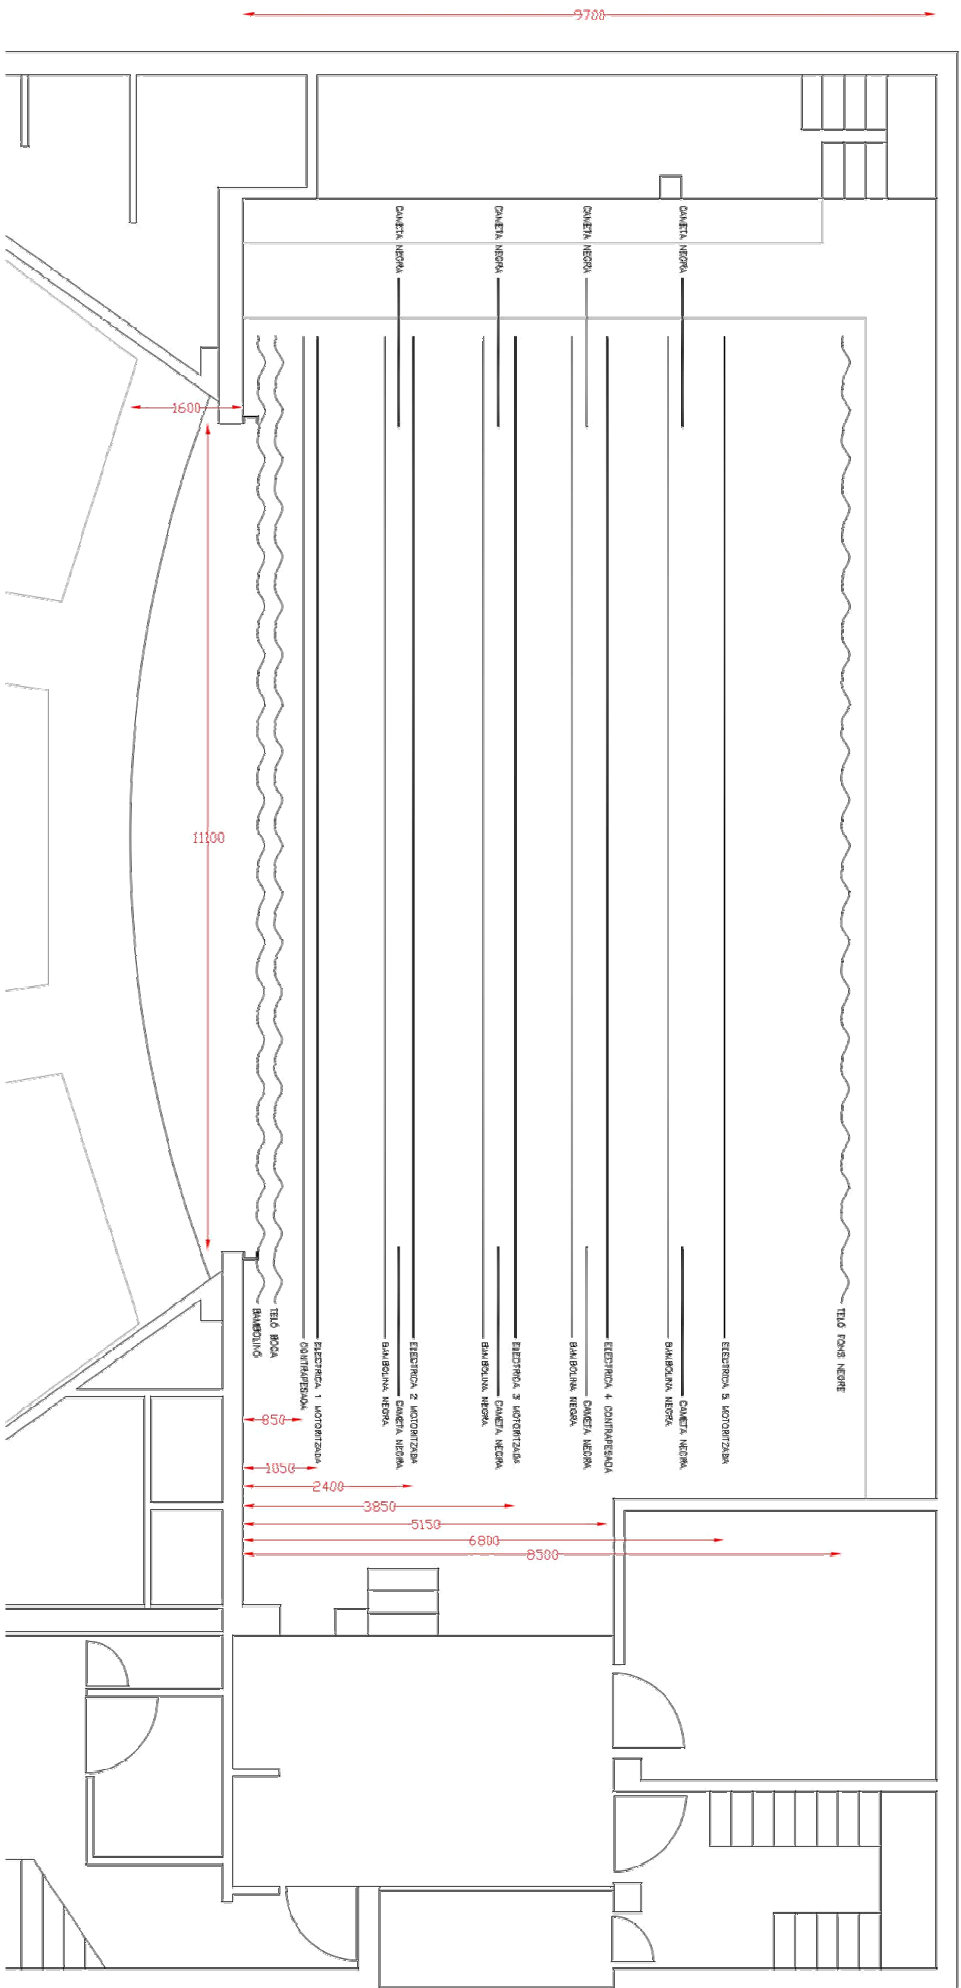 9700
CAMETA NEGRA
CAMETA NEGRA
CAMETA NEGRA
CAMETA NEGRA
1600
11100
BAMBOLINÓ
TELÓ BOCA
CONTRAPESADA
ELECTRICA 1 MOTORITZADA
BAMBOLINA NEGRA
CAMETA NEGRA
ELECTRICA 2 MOTORITZADA
BAMBOLINA NEGRA
CAMETA NEGRA
ELECTRICA 3 MOTORITZADA
BAMBOLINA NEGRA
CAMETA NEGRA
ELECTRICA 4 CONTRAPESADA
BAMBOLINA NEGRA
CAMETA NEGRA
ELECTRICA 5 MOTORITZADA
TELÓ FONS NEGRE
850
1050
2400
3850
5150
6800
8500